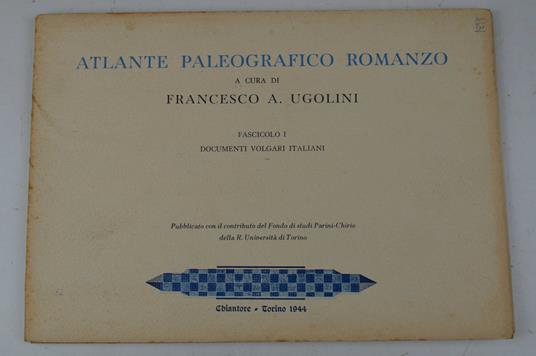 ATLANTE PALEOGRAFICO ROMANZO
A CURA DI
FRANCESCO A. UGOLINI
FASCICOLO I
DOCUMENTI VOLGARI ITALIANI
Pubblicato con il contributo del Fondo di studi Parini-Chirio
della R. Università di Torino
Chiantore - Torino 1944